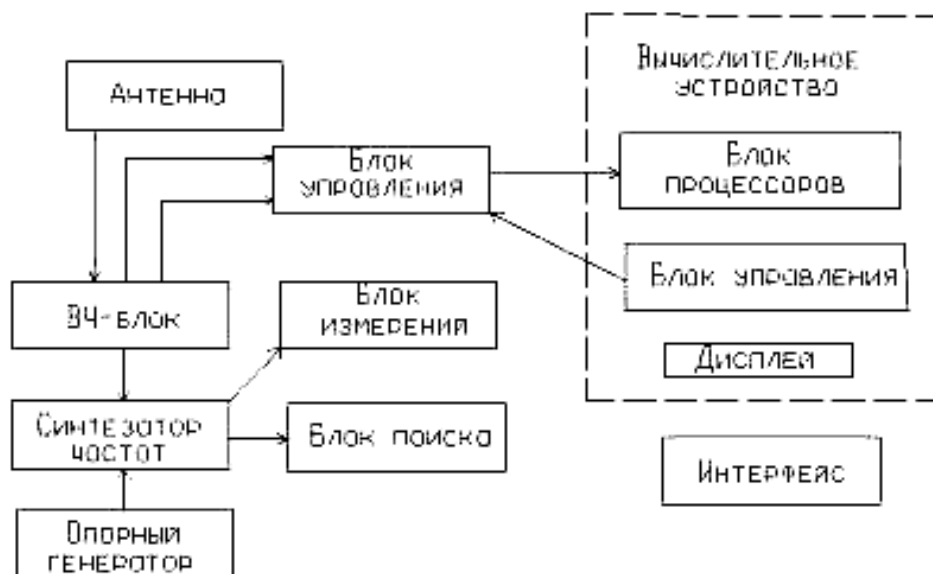 Антенна
Вычислительное
устройство
Блок
управления
Блок
процессоров
Блок управления
ВЧ-блок
Блок
измерений
Дисплей
Синтезатор
частот
Блок поиска
Интерфейс
Опорный
генератор